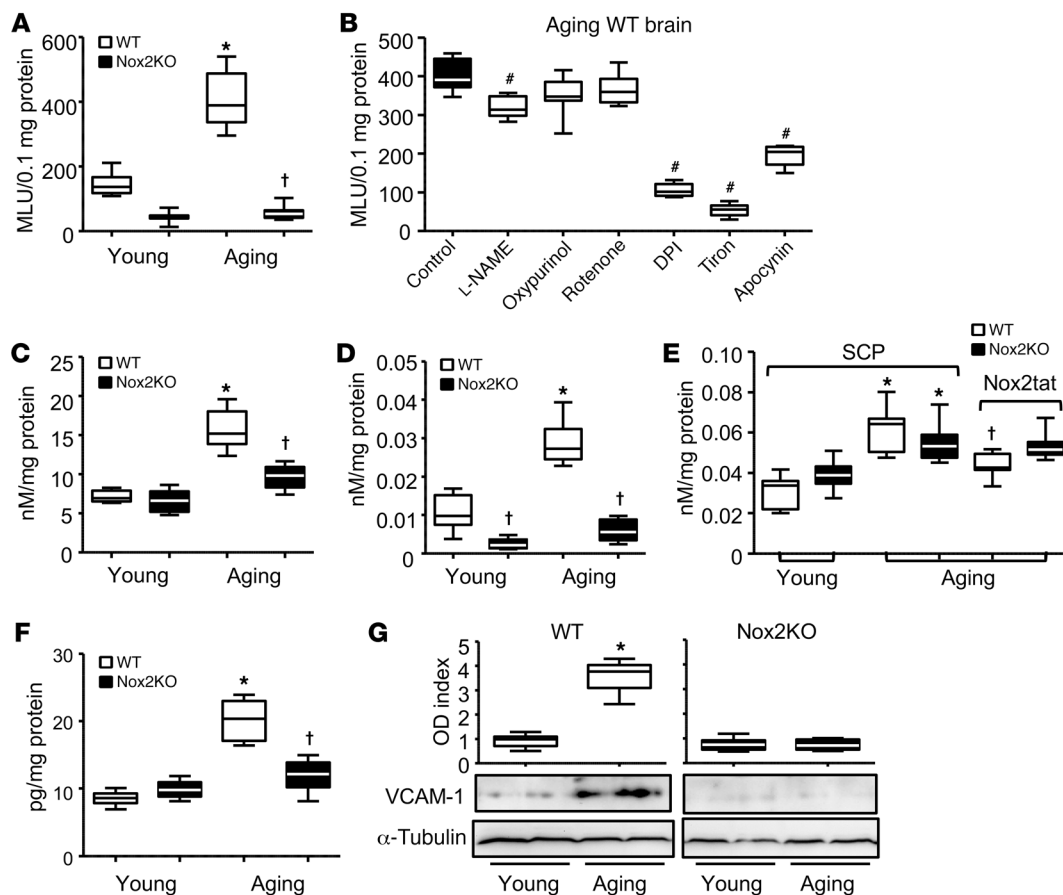 A
MLU/0.1 mg protein
600
400
200
0
WT
Nox2KO
*
†
Young
Aging
B
Aging WT brain
MLU/0.1 mg protein
500
400
300
200
100
0
#
#
#
#
Control
L-NAME
Oxypurinol
Rotenone
DPI
Tiron
Apocynin
C
nM/mg protein
25
20
15
10
5
0
WT
Nox2KO
*
†
Young
Aging
D
nM/mg protein
0.05
0.04
0.03
0.02
0.01
0
WT
Nox2KO
†
*
†
Young
Aging
E
WT
Nox2KO
nM/mg protein
0.10
0.08
0.06
0.04
0.02
0
SCP
Nox2tat
*
*
†
Young
Aging
F
pg/mg protein
30
20
10
0
WT
Nox2KO
*
†
Young
Aging
G
WT
Nox2KO
OD index
5
4
3
2
1
0
*
VCAM-1
α-Tubulin
Young
Aging
Young
Aging